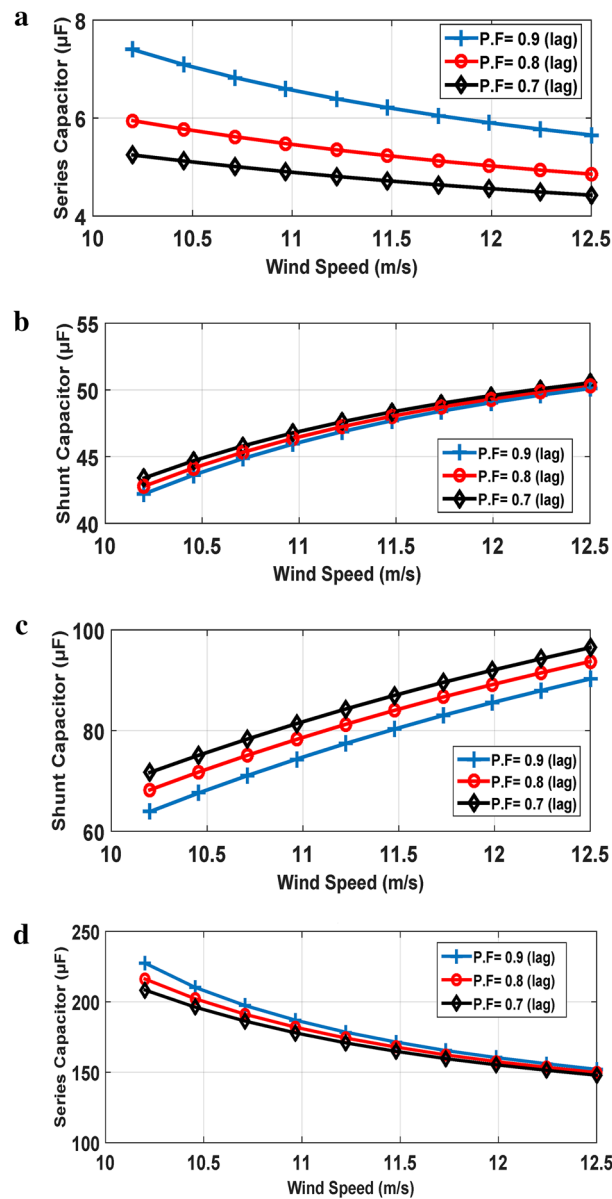 a
8
6
4
Series Capacitor (µF)
P.F= 0.9 (lag)
P.F= 0.8 (lag)
P.F= 0.7 (lag)
10 10.5 11 11.5 12 12.5
Wind Speed (m/s)
b
55
50
45
40
Shunt Capacitor (µF)
P.F= 0.9 (lag)
P.F= 0.8 (lag)
P.F= 0.7 (lag)
10 10.5 11 11.5 12 12.5
Wind Speed (m/s)
c
100
80
60
Shunt Capacitor (µF)
P.F= 0.9 (lag)
P.F= 0.8 (lag)
P.F= 0.7 (lag)
10 10.5 11 11.5 12 12.5
Wind Speed (m/s)
d
250
200
150
100
Series Capacitor (µF)
P.F= 0.9 (lag)
P.F= 0.8 (lag)
P.F= 0.7 (lag)
10 10.5 11 11.5 12 12.5
Wind Speed (m/s)